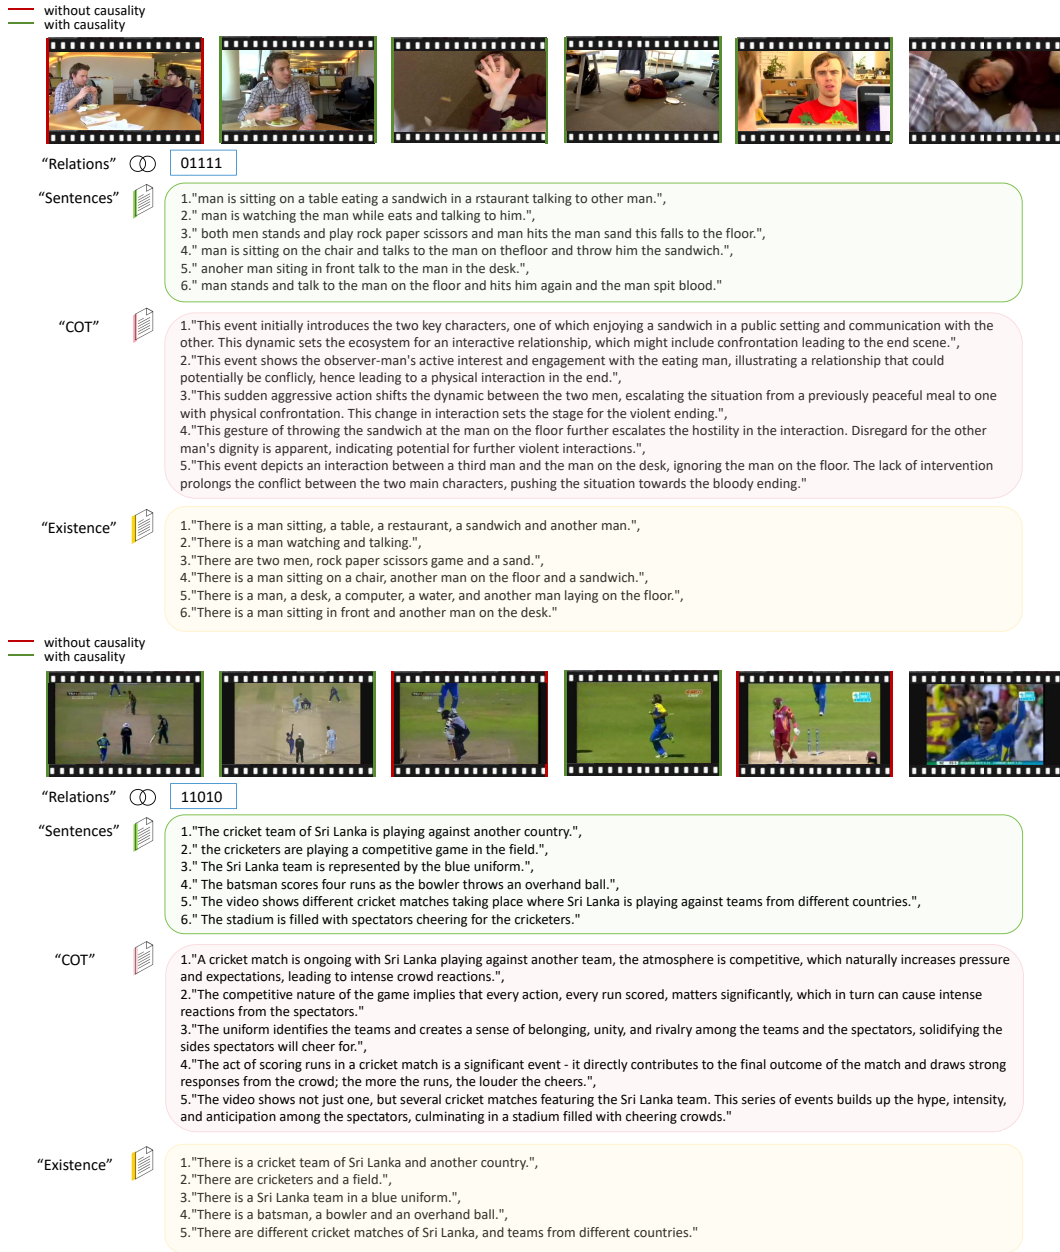 without causality
with causality
“Relations” 01111
“Sentences”
1."man is sitting on a table eating a sandwich in a rstaurant talking to other man.",
2." man is watching the man while eats and talking to him.",
3." both men stands and play rock paper scissors and man hits the man sand this falls to the floor.",
4." man is sitting on the chair and talks to the man on thefloor and throw him the sandwich.",
5." anoher man siting in front talk to the man in the desk.",
6." man stands and talk to the man on the floor and hits him again and the man spit blood."
“COT”
1."This event initially introduces the two key characters, one of which enjoying a sandwich in a public setting and communication with the
other. This dynamic sets the ecosystem for an interactive relationship, which might include confrontation leading to the end scene.",
2."This event shows the observer-man's active interest and engagement with the eating man, illustrating a relationship that could
potentially be conflicly, hence leading to a physical interaction in the end.",
3."This sudden aggressive action shifts the dynamic between the two men, escalating the situation from a previously peaceful meal to one
with physical confrontation. This change in interaction sets the stage for the violent ending.",
4."This gesture of throwing the sandwich at the man on the floor further escalates the hostility in the interaction. Disregard for the other
man's dignity is apparent, indicating potential for further violent interactions.",
5."This event depicts an interaction between a third man and the man on the desk, ignoring the man on the floor. The lack of intervention
prolongs the conflict between the two main characters, pushing the situation towards the bloody ending."
“Existence”
1."There is a man sitting, a table, a restaurant, a sandwich and another man.",
2."There is a man watching and talking.",
3."There are two men, rock paper scissors game and a sand.",
4."There is a man sitting on a chair, another man on the floor and a sandwich.",
5."There is a man, a desk, a computer, a water, and another man laying on the floor.",
6."There is a man sitting in front and another man on the desk."
without causality
with causality
“Relations” 11010
“Sentences”
1."The cricket team of Sri Lanka is playing against another country.",
2." the cricketers are playing a competitive game in the field.",
3." The Sri Lanka team is represented by the blue uniform.",
4." The batsman scores four runs as the bowler throws an overhand ball.",
5." The video shows different cricket matches taking place where Sri Lanka is playing against teams from different countries.",
6." The stadium is filled with spectators cheering for the cricketers."
“COT”
1."A cricket match is ongoing with Sri Lanka playing against another team, the atmosphere is competitive, which naturally increases pressure
and expectations, leading to intense crowd reactions.",
2."The competitive nature of the game implies that every action, every run scored, matters significantly, which in turn can cause intense
reactions from the spectators."
3."The uniform identifies the teams and creates a sense of belonging, unity, and rivalry among the teams and the spectators, solidifying the
sides spectators will cheer for.",
4."The act of scoring runs in a cricket match is a significant event - it directly contributes to the final outcome of the match and draws strong
responses from the crowd; the more the runs, the louder the cheers.",
5."The video shows not just one, but several cricket matches featuring the Sri Lanka team. This series of events builds up the hype, intensity,
and anticipation among the spectators, culminating in a stadium filled with cheering crowds."
“Existence”
1."There is a cricket team of Sri Lanka and another country.",
2."There are cricketers and a field.",
3."There is a Sri Lanka team in a blue uniform.",
4."There is a batsman, a bowler and an overhand ball.",
5."There are different cricket matches of Sri Lanka, and teams from different countries."